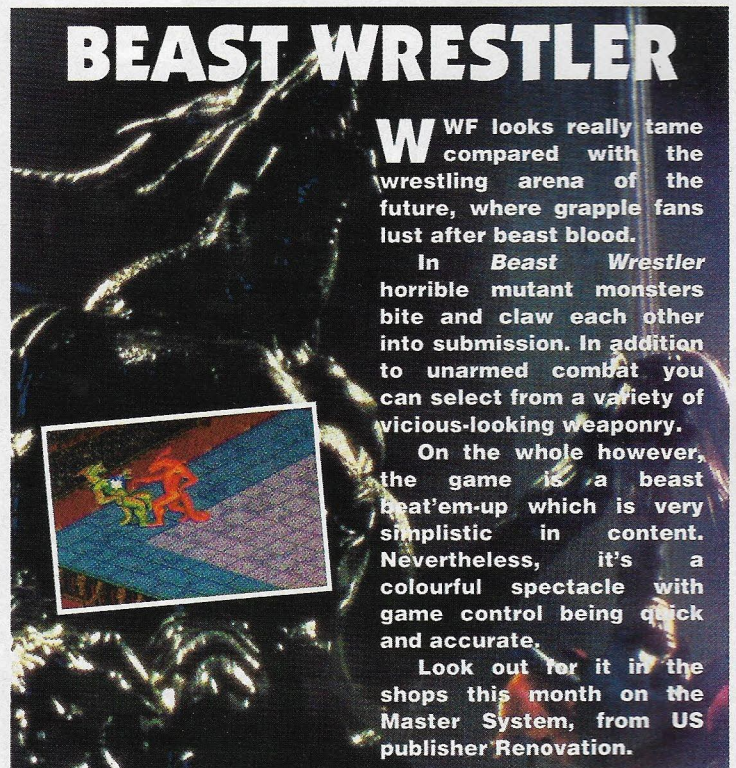 BEAST WRESTLER
WWF looks really tame
compared with the
wrestling arena of the
future, where grapple fans
lust after beast blood.
In Beast Wrestler
horrible mutant monsters
bite and claw each other
into submission. In addition
to unarmed combat you
can select from a variety of
vicious-looking weaponry.
On the whole however,
the game is a beast
beat'em-up which is very
simplistic in content.
Nevertheless, it's a
colourful spectacle with
game control being quick
and accurate.
Look out for it in the
shops this month on the
Master System, from US
publisher Renovation.